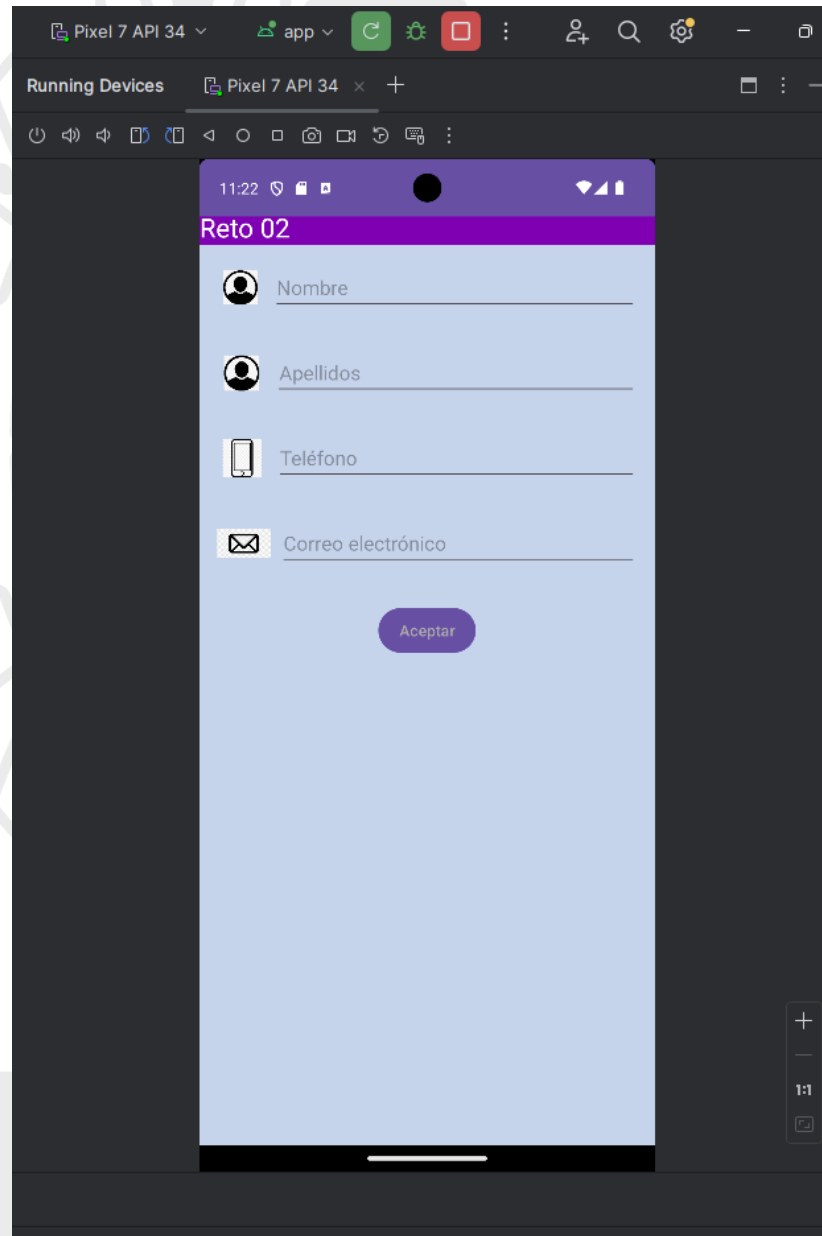 Pixel 7 API 34 app
Running Devices Pixel 7 API 34
11:22
Reto 02
Nombre
Apellidos
Teléfono
Correo electrónico
Aceptar
1:1